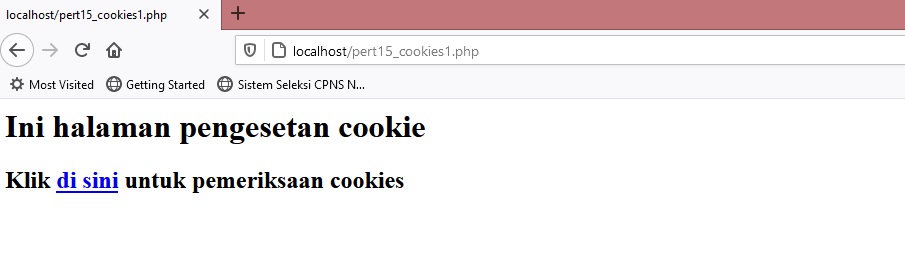 localhost/pert15_cookies1.php
localhost/pert15_cookies1.php
Most Visited Getting Started Sistem Seleksi CPNS N...
Ini halaman pengesetan cookie
Klik di sini untuk pemeriksaan cookies